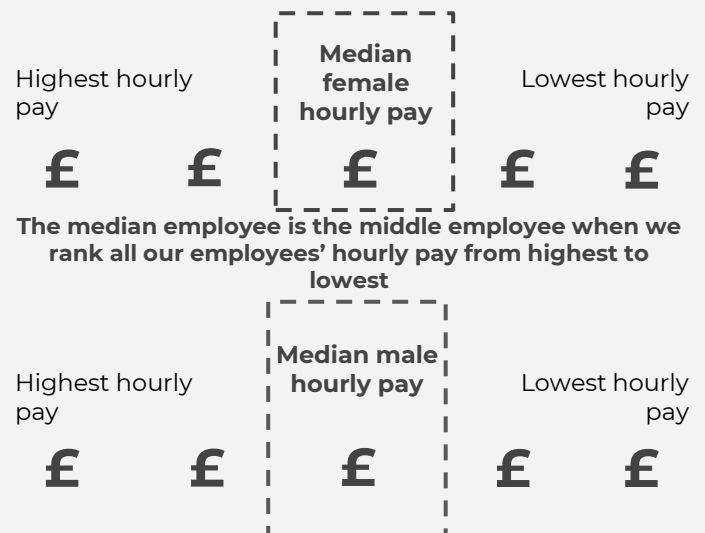 Median
female
hourly pay
Highest hourly
pay
Lowest hourly
pay
£ £ £ £ £
The median employee is the middle employee when we
rank all our employees’ hourly pay from highest to
lowest
Median male
hourly pay
Highest hourly
pay
Lowest hourly
pay
£ £ £ £ £